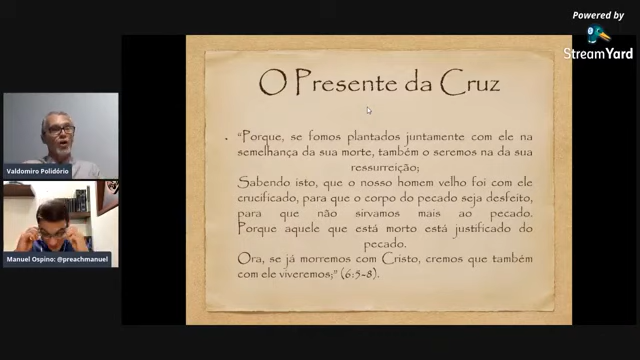 Powered by
StreamYard
O Presente da Cruz
• "Porque, se fomos plantados juntamente com ele na
semelhança da sua morte, também o seremos na da sua
ressurreição;
Sabendo isto, que o nosso homem velho foi com ele
crucificado, para que o corpo do pecado seja desfeito,
para que não sirvamos mais ao pecado.
Porque aquele que está morto está justificado do
pecado.
Ora, se já morremos com Cristo, cremos que também
com ele viveremos;" (6:5-8).
Valdomiro Polidório
Manuel Ospino: @preachmanuel